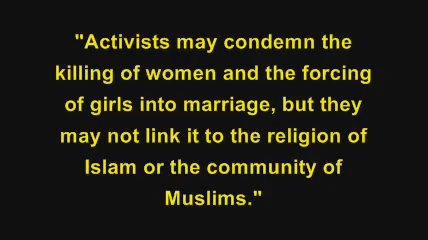 "Activists may condemn the
killing of women and the forcing
of girls into marriage, but they
may not link it to the religion of
Islam or the community of
Muslims."